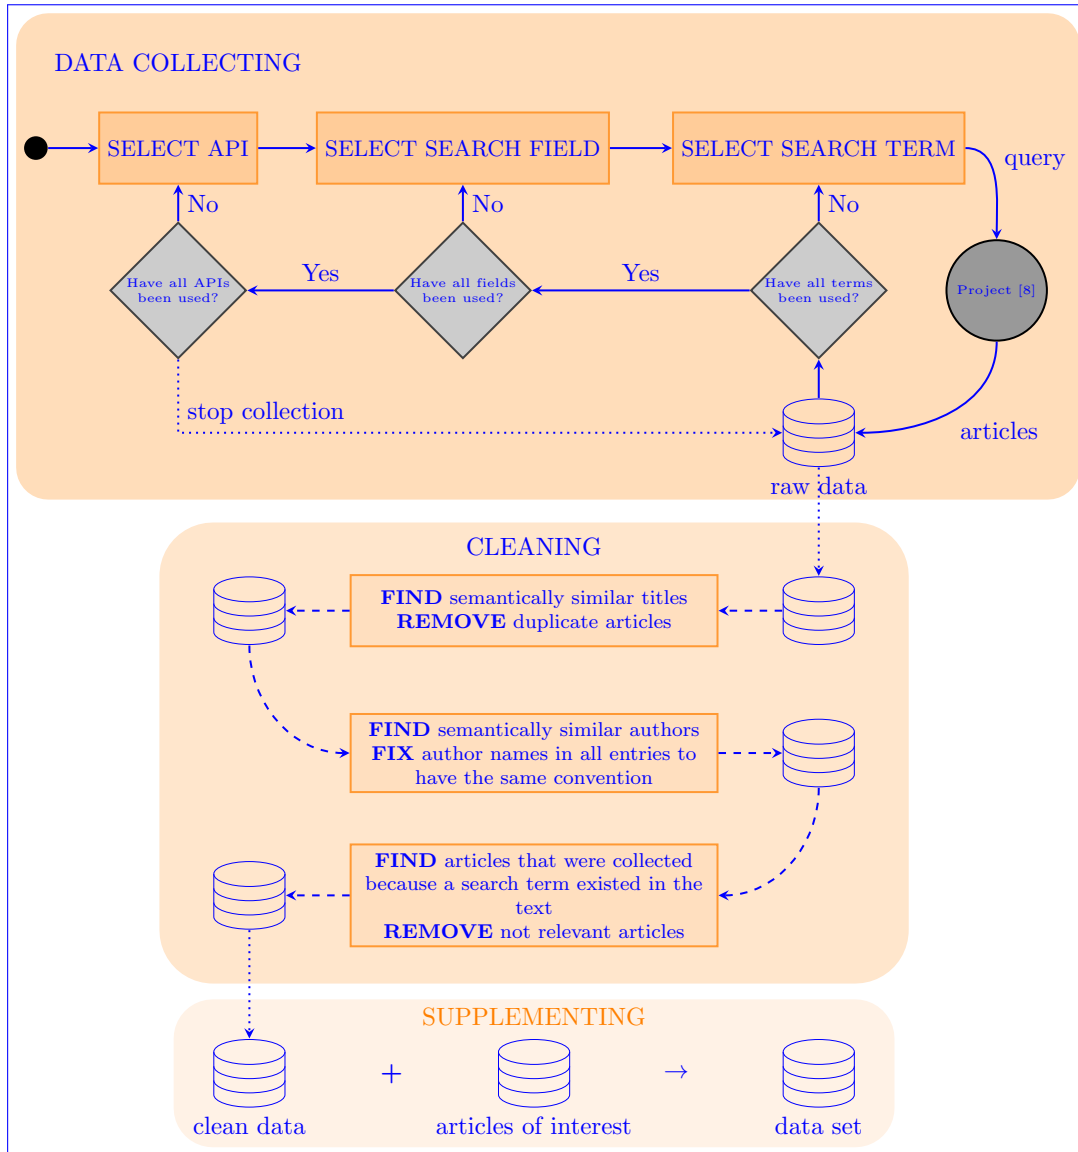 DATA COLLECTING
SELECT API
SELECT SEARCH FIELD
SELECT SEARCH TERM
query
No
No
No
Have all APIs
been used?
Yes
Have all fields
been used?
Yes
Have all terms
been used?
Project [8]
stop collection
articles
raw data
CLEANING
FIND semantically similar titles
REMOVE duplicate articles
FIND semantically similar authors
FIX author names in all entries to
have the same convention
FIND articles that were collected
because a search term existed in the
text
REMOVE not relevant articles
SUPPLEMENTING
+
→
clean data
articles of interest
data set